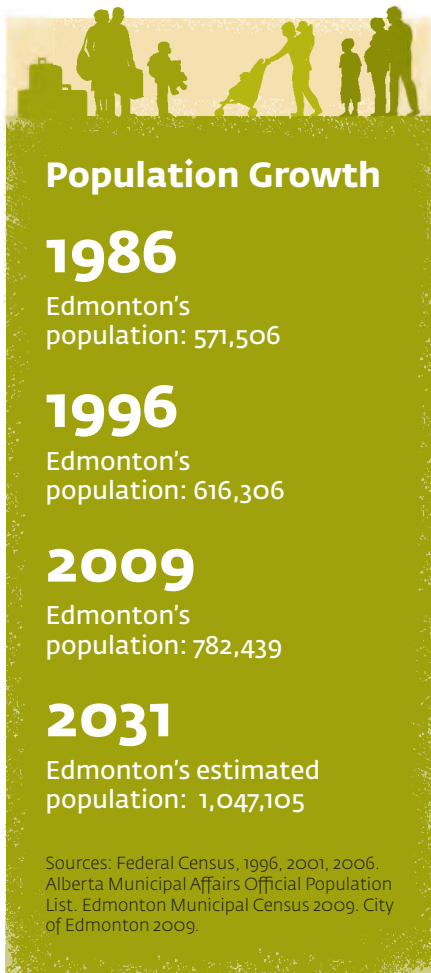 Population Growth
1986
Edmonton's
population: 571,506
1996
Edmonton's
population: 616,306
2009
Edmonton's
population: 782,439
2031
Edmonton's estimated
population: 1,047,105
Sources: Federal Census, 1996, 2001, 2006.
Alberta Municipal Affairs Official Population
List. Edmonton Municipal Census 2009. City
of Edmonton 2009.